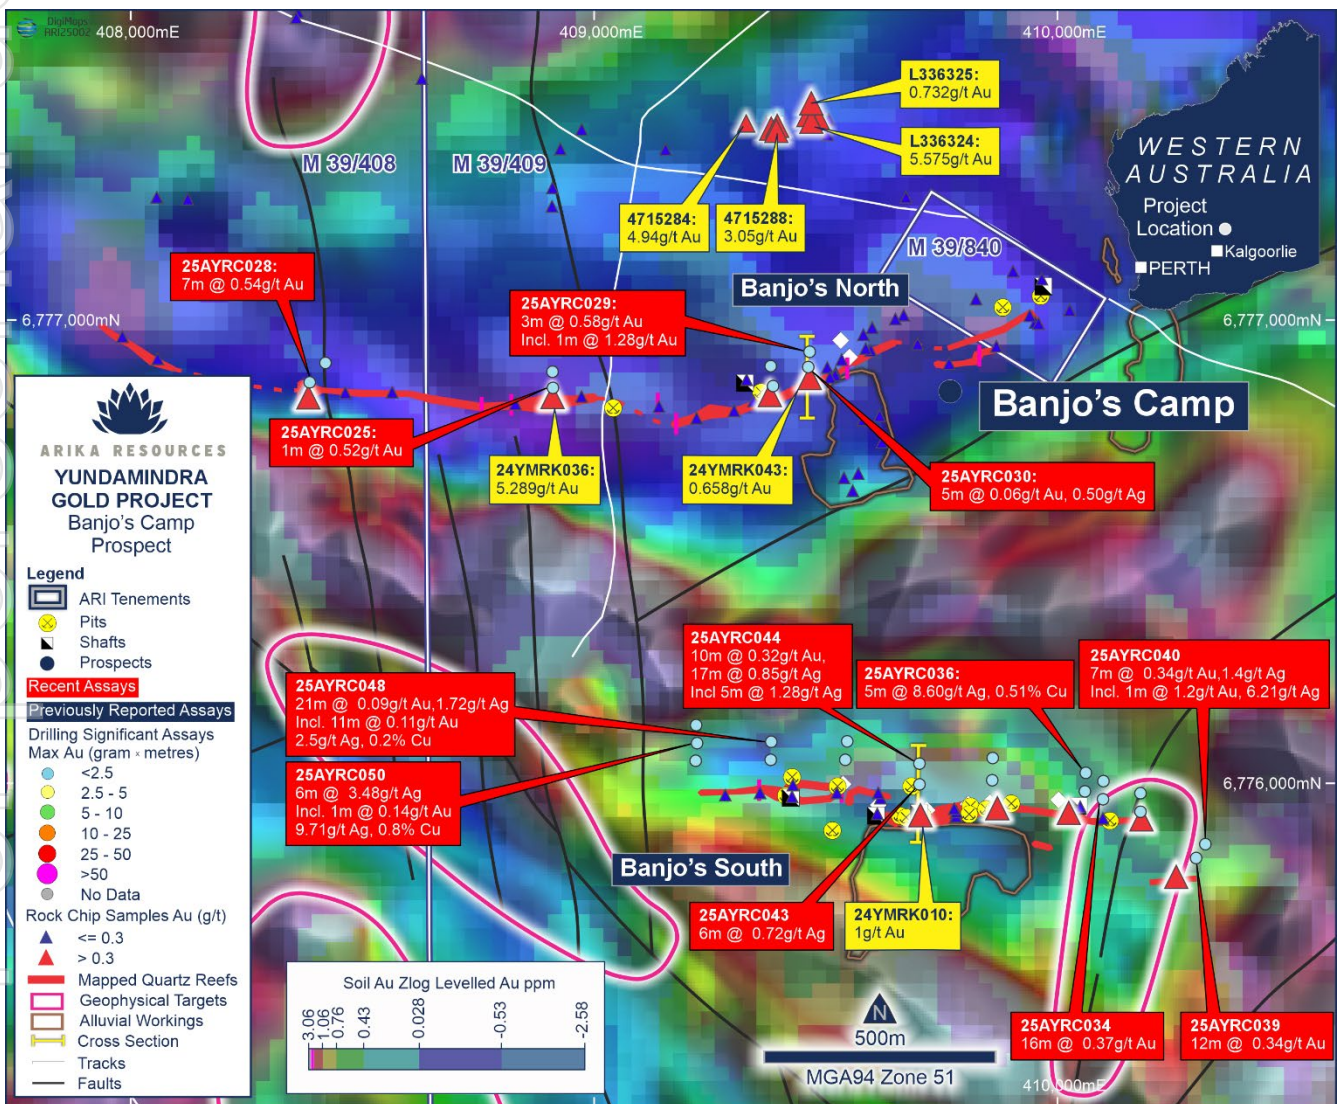 DigiMaps
ARI25002
408,000mE
409,000mE
410,000mE
M 39/408
M 39/409
M 39/840
L336325:
0.732g/t Au
L336324:
5.575g/t Au
4715284:
4.94g/t Au
4715288:
3.05g/t Au
WESTERN
AUSTRALIA
Project
Location
Kalgoorlie
PERTH
25AYRC028:
7m @ 0.54g/t Au
25AYRC029:
3m @ 0.58g/t Au
Incl. 1m @ 1.28g/t Au
Banjo's North
6,777,000mN
6,777,000mN
Banjo's Camp
25AYRC025:
1m @ 0.52g/t Au
24YMRK036:
5.289g/t Au
24YMRK043:
0.658g/t Au
25AYRC030:
5m @ 0.06g/t Au, 0.50g/t Ag
ARIKA RESOURCES
YUNDAMINDRA
GOLD PROJECT
Banjo's Camp
Prospect
Legend
ARI Tenements
Pits
Shafts
Prospects
Recent Assays
Previously Reported Assays
Drilling Significant Assays
Max Au (gram x metres)
<2.5
2.5 - 5
5 - 10
10 - 25
25 - 50
>50
No Data
Rock Chip Samples Au (g/t)
<= 0.3
> 0.3
Mapped Quartz Reefs
Geophysical Targets
Alluvial Workings
Cross Section
Tracks
Faults
25AYRC048
21m @ 0.09g/t Au,1.72g/t Ag
Incl. 11m @ 0.11g/t Au
2.5g/t Ag, 0.2% Cu
25AYRC050
6m @ 3.48g/t Ag
Incl. 1m @ 0.14g/t Au
9.71g/t Ag, 0.8% Cu
25AYRC044
10m @ 0.32g/t Au,
17m @ 0.85g/t Ag
Incl 5m @ 1.28g/t Ag
25AYRC036:
5m @ 8.60g/t Ag, 0.51% Cu
25AYRC040
7m @ 0.34g/t Au,1.4g/t Ag
Incl. 1m @ 1.2g/t Au, 6.21g/t Ag
6,776,000mN
Banjo's South
25AYRC043
6m @ 0.72g/t Ag
24YMRK010:
1g/t Au
25AYRC034
16m @ 0.37g/t Au
25AYRC039
12m @ 0.34g/t Au
Soil Au Zlog Levelled Au ppm
3.06
1.06
0.76
0.43
0.028
-0.53
-2.58
N
500m
MGA94 Zone 51
410,000mE